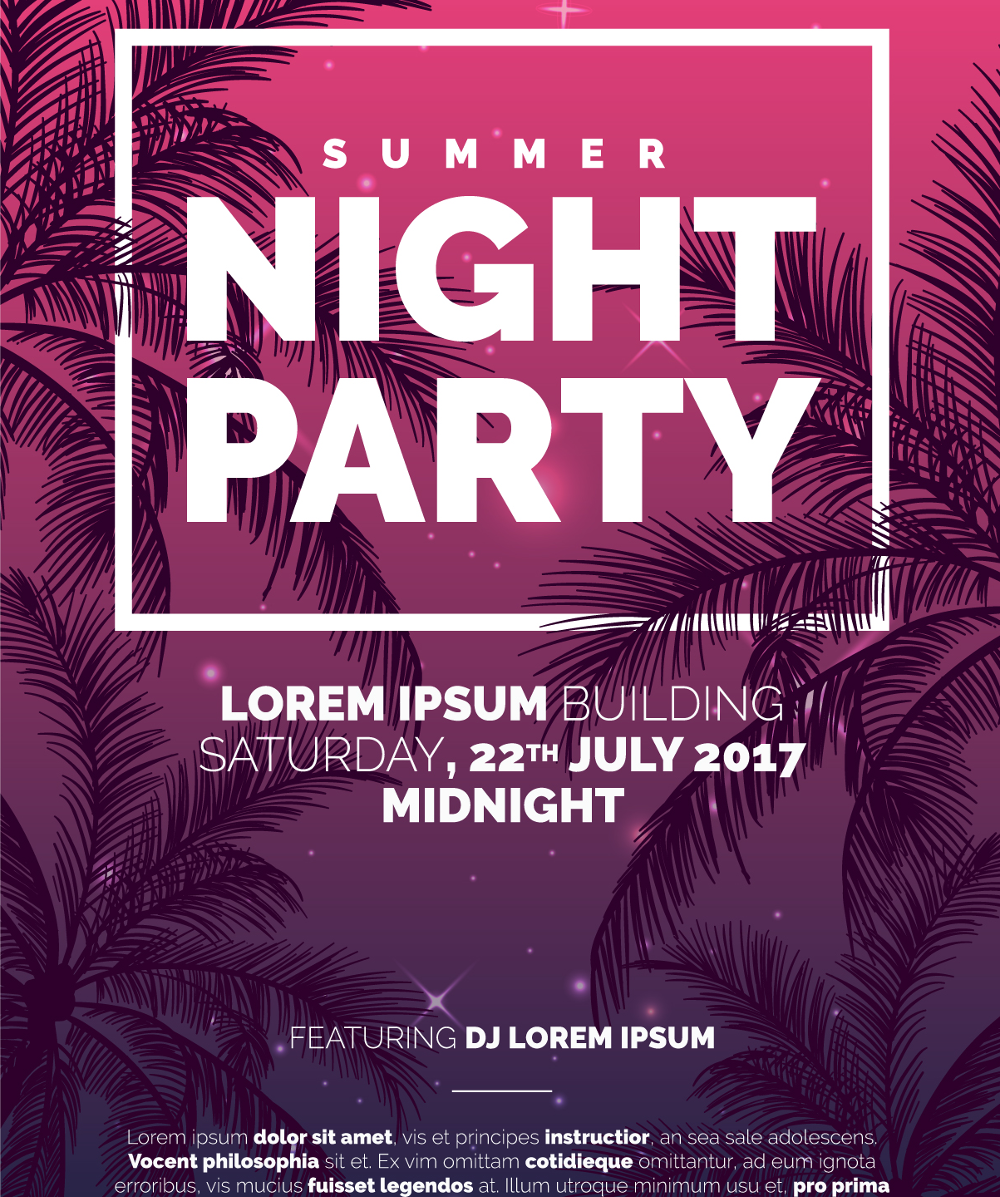 SUMMER
NIGHT
PARTY
LOREM IPSUM BUILDING
SATURDAY, 22TH JULY 2017
MIDNIGHT
FEATURING DJ LOREM IPSUM
Lorem ipsum dolor sit amet, vis et principes instructior, an sea sale adolescens.
Vocent philosophia sit et. Ex vim omittam cotidieque omittantur, ad eum ignota
erroribus, vis mucius fuisset legendos at. Illum utroque minimum usu et, pro prima